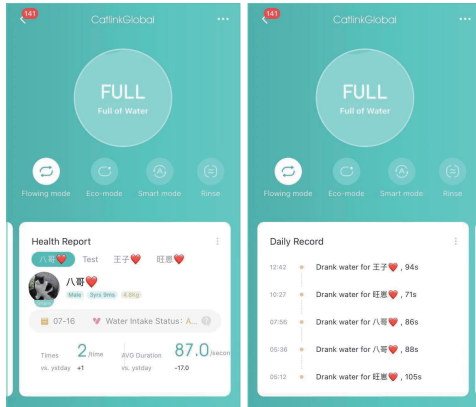 141
CatlinkGlobal
FULL
Full of Water
Flowing mode Eco-mode Smart mode Rinse
Health Report
八哥❤️ Test 王子❤️ 旺崽❤️
八哥❤️
Male 3yrs 9mo 4.6Kg
07-16 Water Intake Status: A...
Times 2 /time AVG Duration 87.0 /secon
vs. ystday +1 vs. ystday -17.0
141
CatlinkGlobal
FULL
Full of Water
Flowing mode Eco-mode Smart mode Rinse
Daily Record
12:42 Drank water for 王子❤️ , 94s
10:27 Drank water for 旺崽❤️ , 71s
07:56 Drank water for 八哥❤️ , 86s
06:36 Drank water for 八哥❤️ , 88s
06:12 Drank water for 旺崽❤️ , 105s